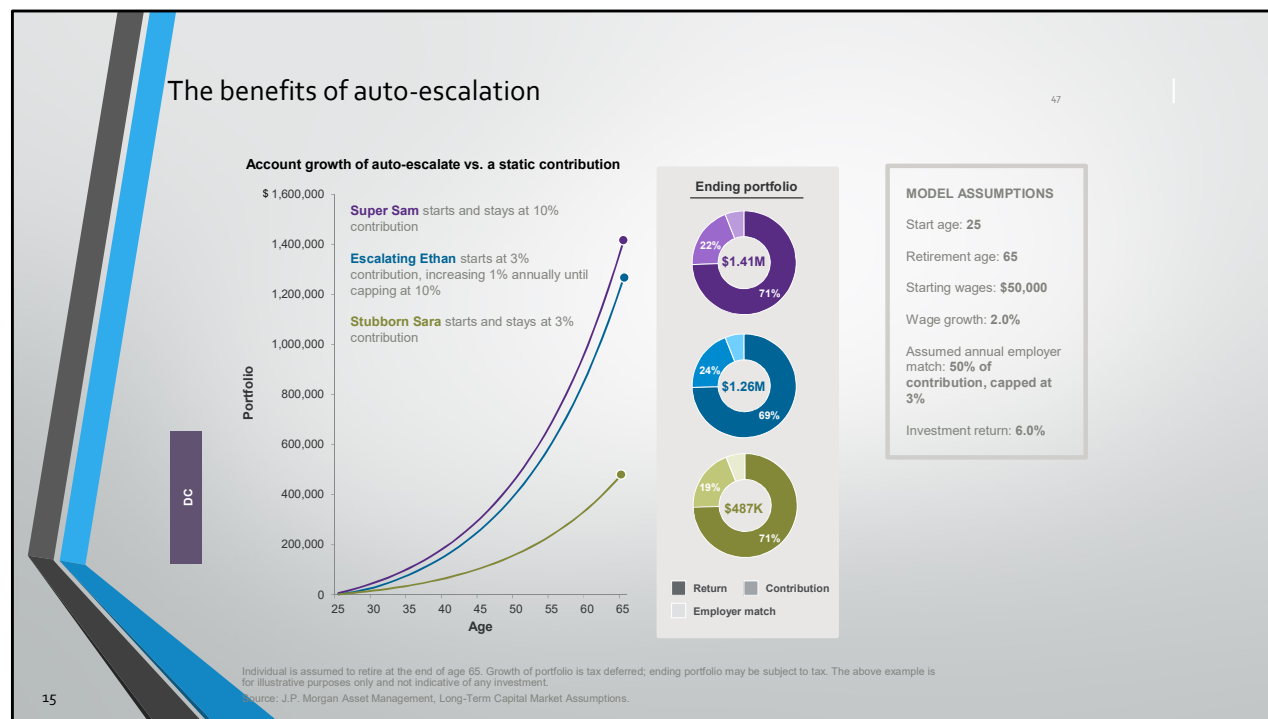 The benefits of auto-escalation
47
Account growth of auto-escalate vs. a static contribution
$ 1,600,000
1,400,000
1,200,000
1,000,000
800,000
600,000
400,000
200,000
0
Portfolio
25 30 35 40 45 50 55 60 65
Age
Super Sam starts and stays at 10%
contribution
Escalating Ethan starts at 3%
contribution, increasing 1% annually until
capping at 10%
Stubborn Sara starts and stays at 3%
contribution
Ending portfolio
22%
$1.41M
71%
24%
$1.26M
69%
19%
$487K
71%
Return Contribution
Employer match
MODEL ASSUMPTIONS
Start age: 25
Retirement age: 65
Starting wages: $50,000
Wage growth: 2.0%
Assumed annual employer
match: 50% of
contribution, capped at
3%
Investment return: 6.0%
DC
Individual is assumed to retire at the end of age 65. Growth of portfolio is tax deferred; ending portfolio may be subject to tax. The above example is
for illustrative purposes only and not indicative of any investment.
Source: J.P. Morgan Asset Management, Long-Term Capital Market Assumptions.
15